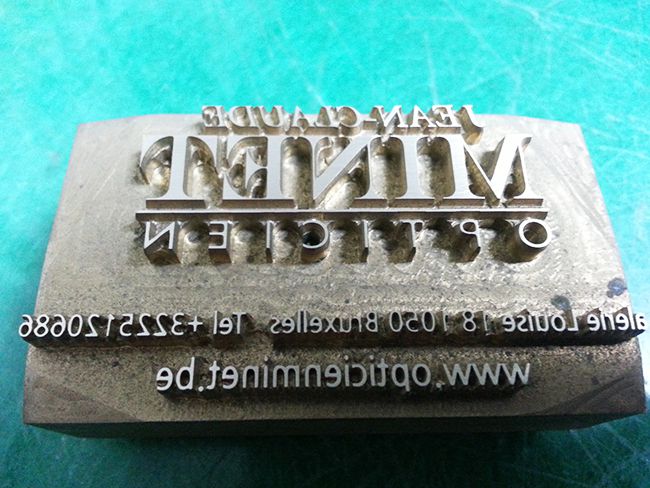 JEAN-CLAUDE
MINET
OPTICIEN
alerie Louise 18 1050 Bruxelles Tel +3225120686
www.opticienminet.be